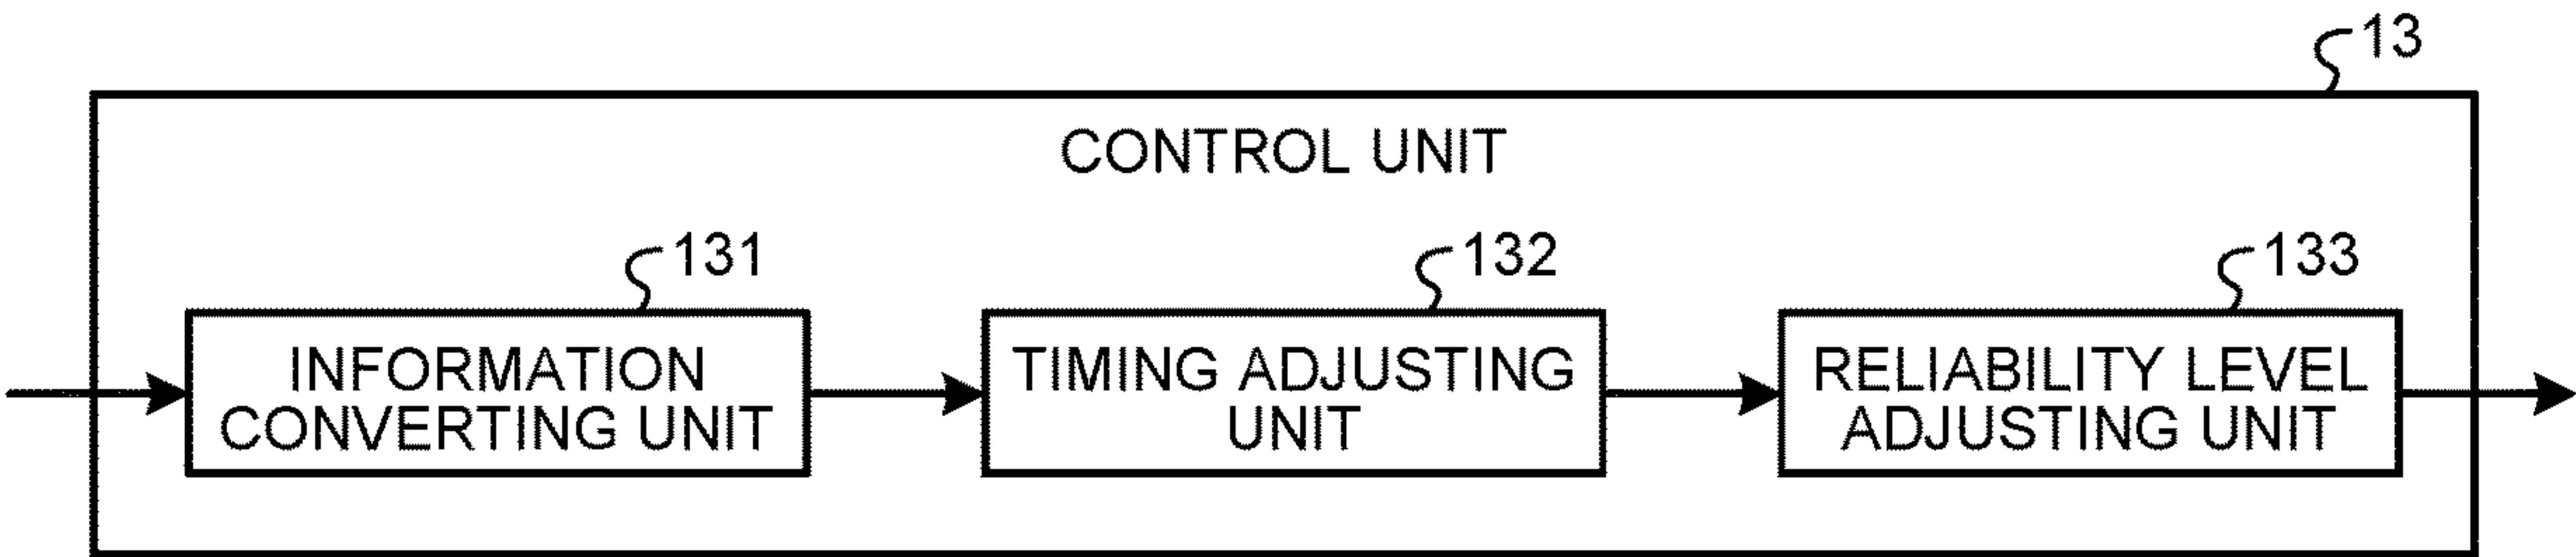 13
CONTROL UNIT
131
132
133
INFORMATION
CONVERTING UNIT
TIMING ADJUSTING
UNIT
RELIABILITY LEVEL
ADJUSTING UNIT